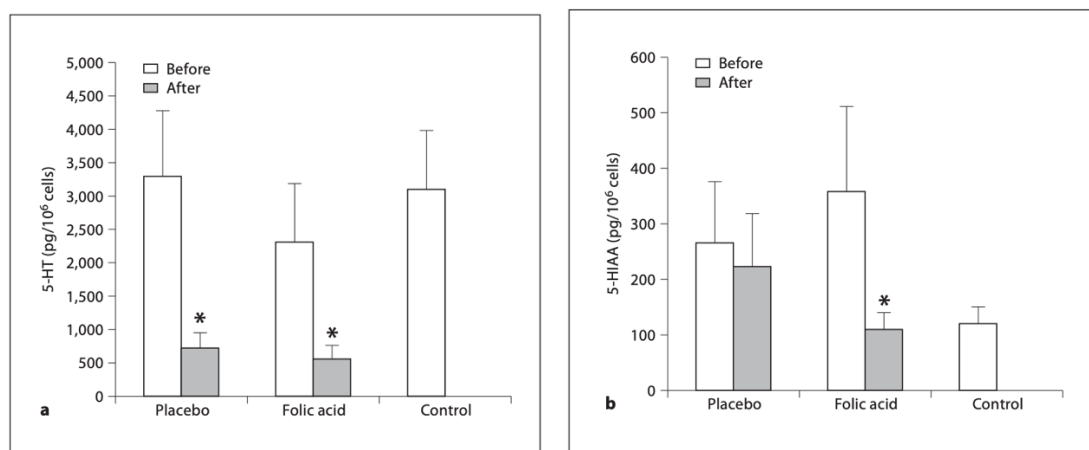 5-HT (pg/10⁶ cells)
5,000
4,500
4,000
3,500
3,000
2,500
2,000
1,500
1,000
500
0
Before
After
*
*
Placebo Folic acid Control
a
5-HIAA (pg/10⁶ cells)
600
500
400
300
200
100
0
Before
After
*
Placebo Folic acid Control
b